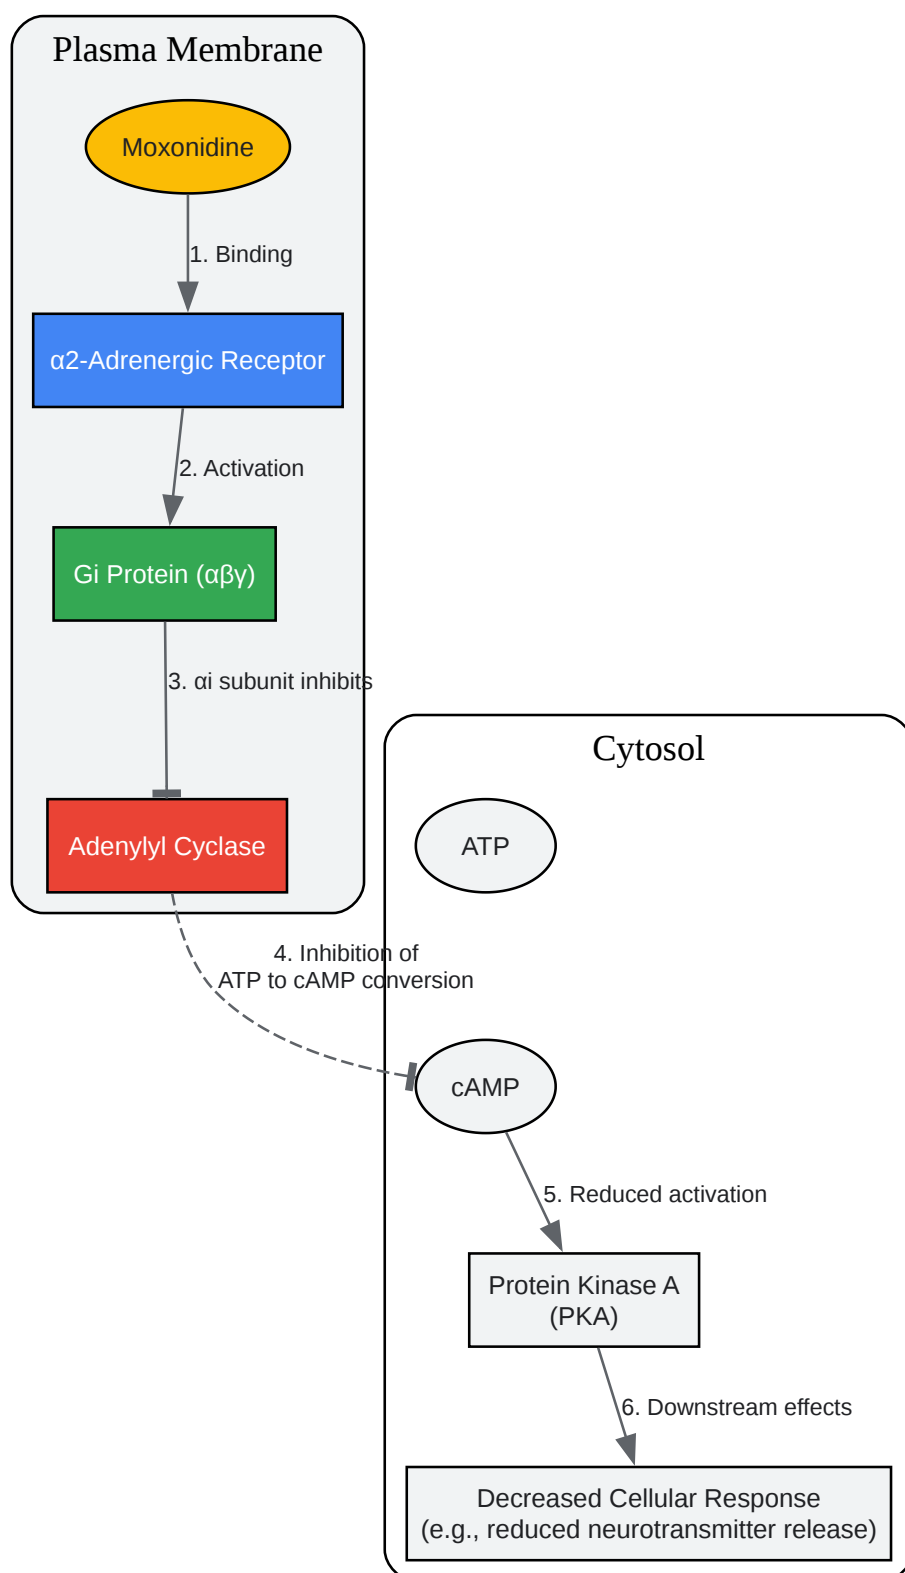 Plasma Membrane
Moxonidine
1. Binding
α2-Adrenergic Receptor
2. Activation
Gi Protein (αβγ)
3. αi subunit inhibits
Adenylyl Cyclase
Cytosol
ATP
4. Inhibition of
ATP to cAMP conversion
cAMP
5. Reduced activation
Protein Kinase A
(PKA)
6. Downstream effects
Decreased Cellular Response
(e.g., reduced neurotransmitter release)